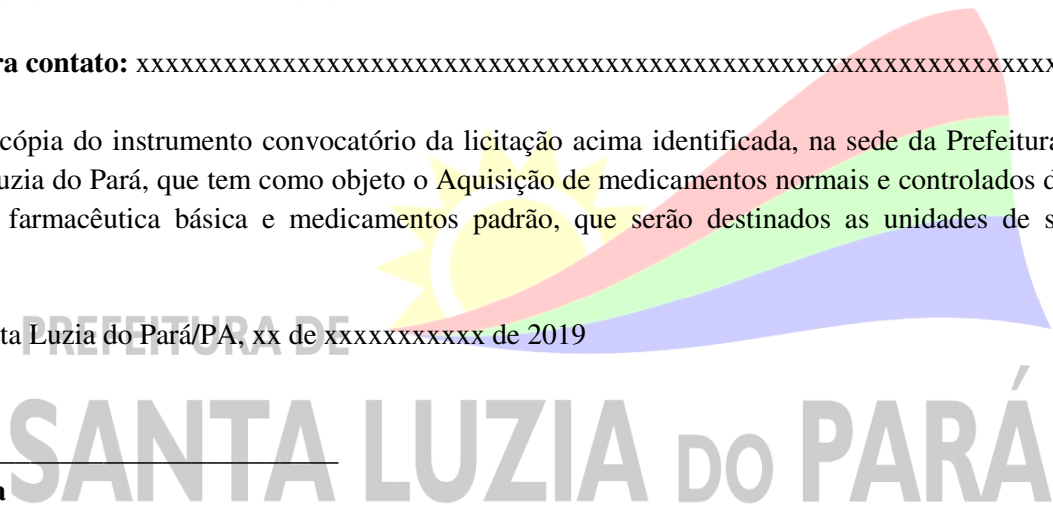 ra contato: xxxxxxxxxxxxxxxxxxxxxxxxxxxxxxxxxxxxxxxxxxxxxxxxxxxxxxxxxxxxxxx
cópia do instrumento convocatório da licitação acima identificada, na sede da Prefeitura
uzia do Pará, que tem como objeto o Aquisição de medicamentos normais e controlados d
farmacêutica básica e medicamentos padrão, que serão destinados as unidades de s
ta Luzia do Pará/PA, xx de xxxxxxxxxxx de 2019
PREFEITURA DE
SANTA LUZIA DO PARÁ
a